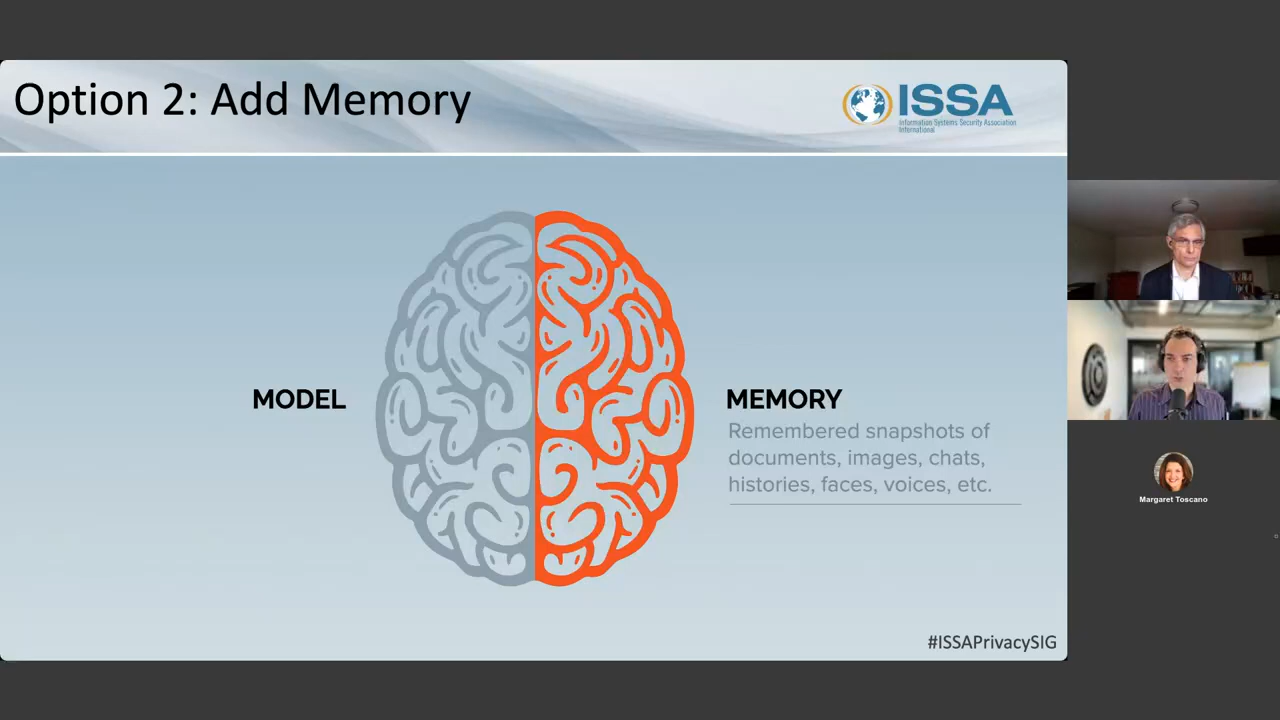 Option 2: Add Memory
ISSA
Information Systems Security Association
International
MODEL
MEMORY
Remembered snapshots of
documents, images, chats,
histories, faces, voices, etc.
#ISSAPrivacySIG
Margaret Toscano